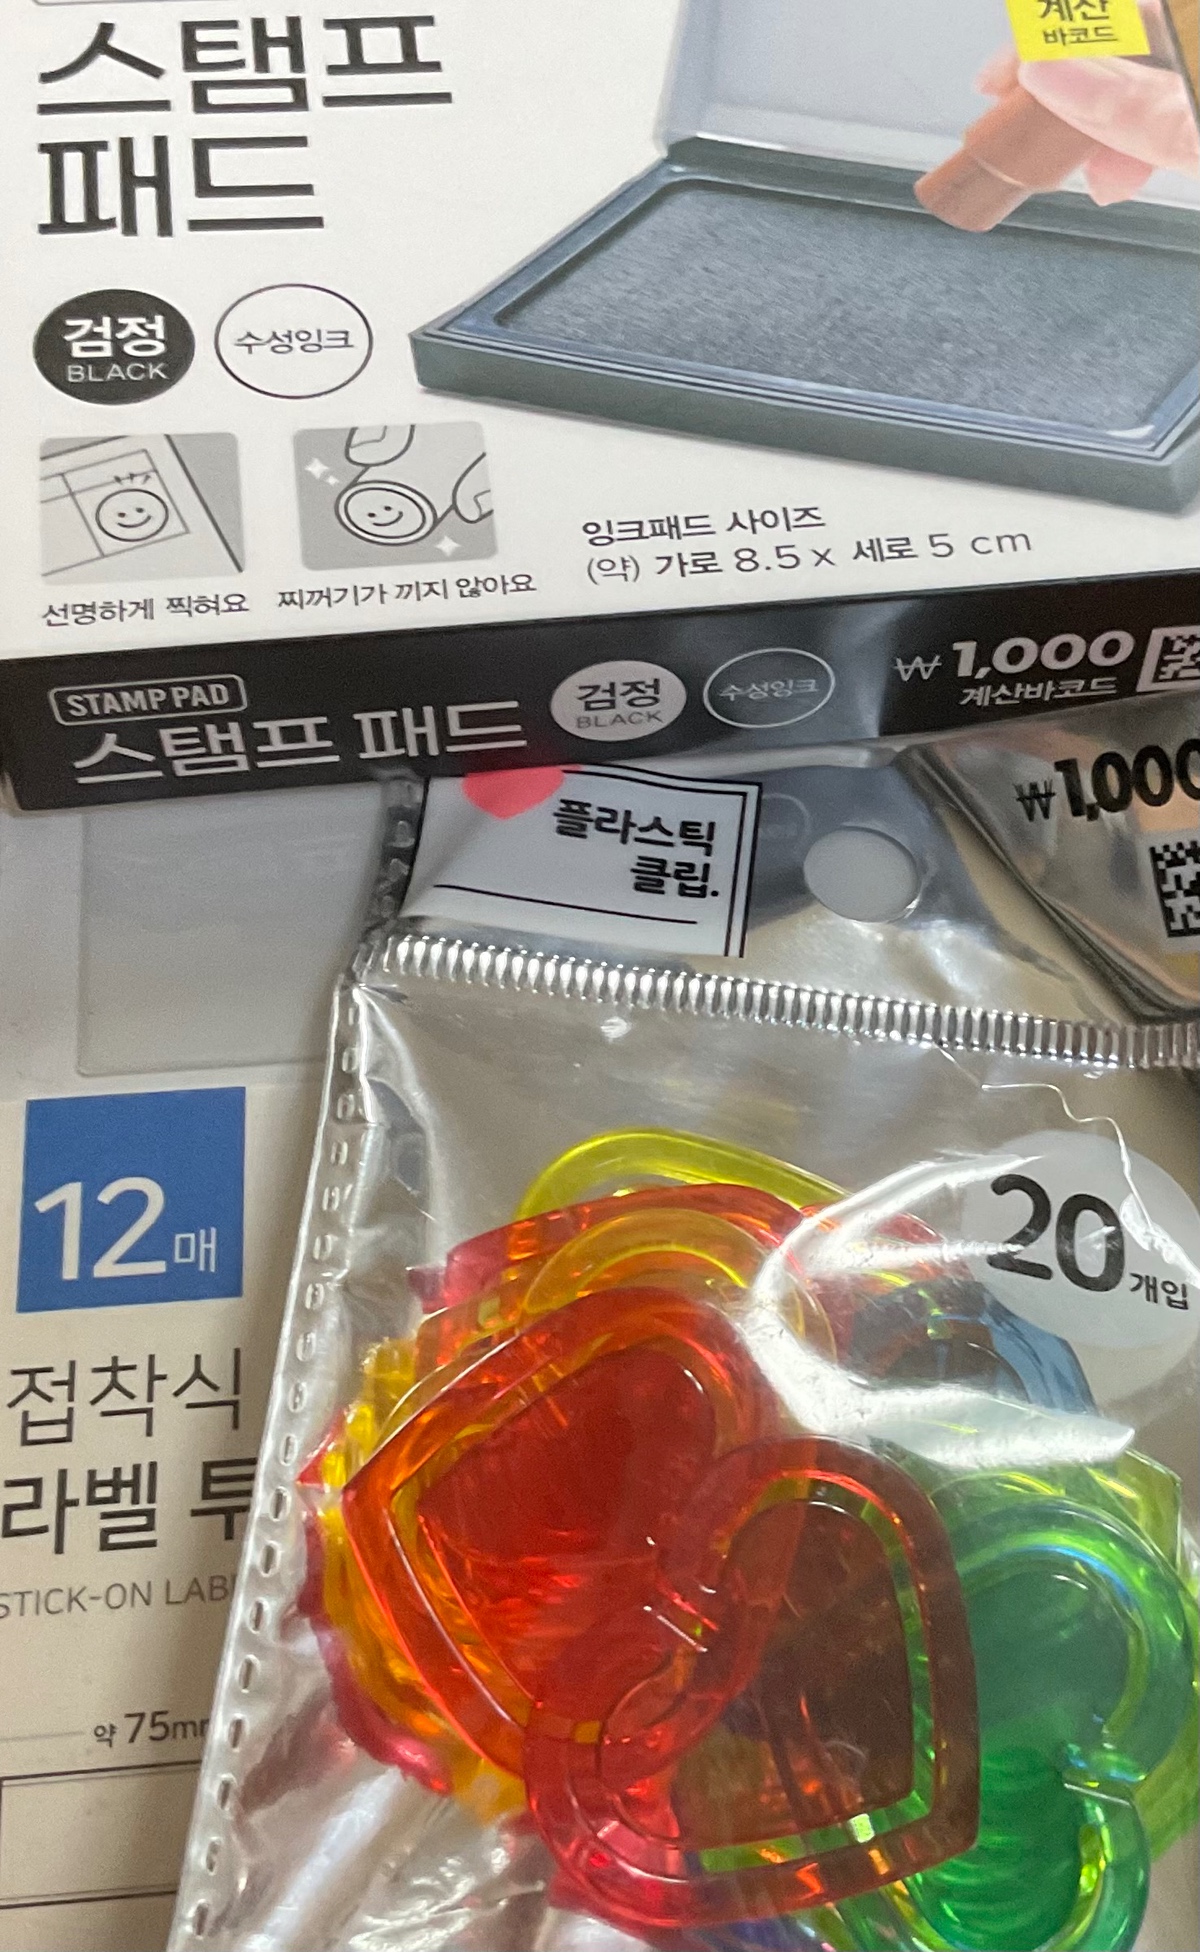 스탬프
패드
계산
바코드
검정
BLACK
수성잉크
선명하게 찍혀요
찌꺼기가 끼지 않아요
잉크패드 사이즈
(약) 가로 8.5 x 세로 5 cm
STAMP PAD
스탬프 패드
검정
BLACK
수성잉크
₩1,000
계산바코드
₩1,000
플라스틱
클립.
20개입
12매
접착식
라벨
STICK-ON
약 75mm